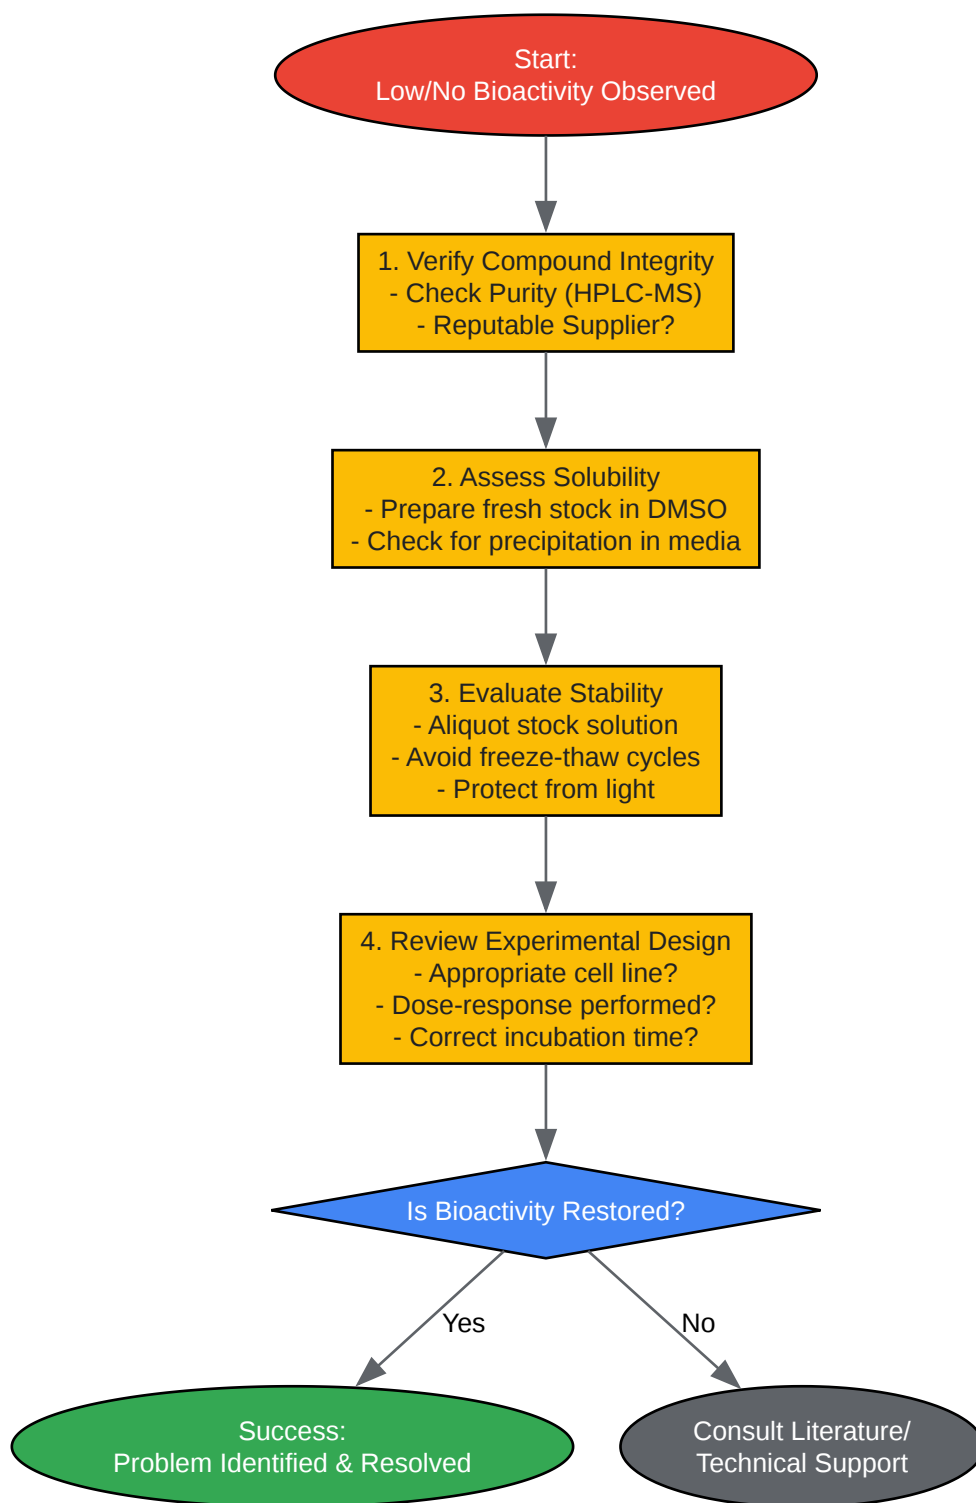 Start:
Low/No Bioactivity Observed
1. Verify Compound Integrity
- Check Purity (HPLC-MS)
- Reputable Supplier?
2. Assess Solubility
- Prepare fresh stock in DMSO
- Check for precipitation in media
3. Evaluate Stability
- Aliquot stock solution
- Avoid freeze-thaw cycles
- Protect from light
4. Review Experimental Design
- Appropriate cell line?
- Dose-response performed?
- Correct incubation time?
Is Bioactivity Restored?
Yes
No
Success:
Problem Identified & Resolved
Consult Literature/
Technical Support